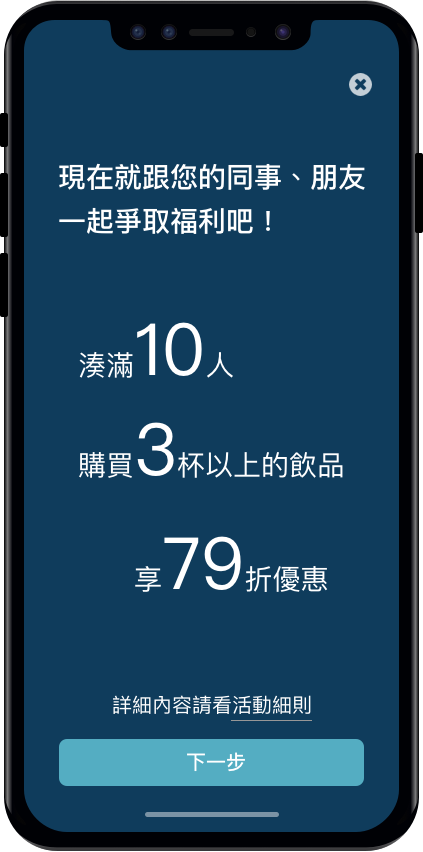 現在就跟您的同事、朋友
一起爭取福利吧！
湊滿10人
購買3杯以上的飲品
享79折優惠
詳細內容請看活動細則
下一步